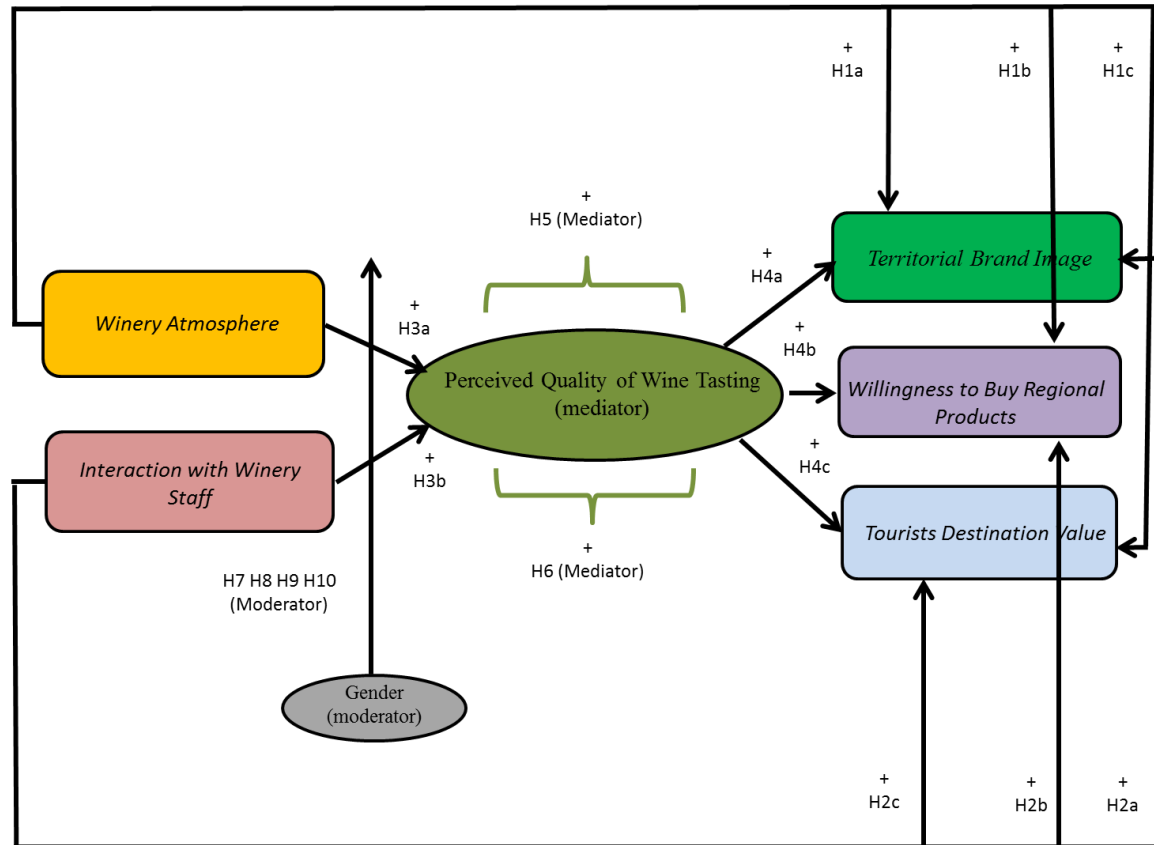 +
H1a
+
H1b
+
H1c
+
H5 (Mediator)
+
H4a
Territorial Brand Image
Winery Atmosphere
+
H3a
+
H4b
Perceived Quality of Wine Tasting
(mediator)
Willingness to Buy Regional
Products
Interaction with Winery
Staff
+
H3b
+
H4c
Tourists Destination Value
+
H6 (Mediator)
H7 H8 H9 H10
(Moderator)
Gender
(moderator)
+
H2c
+
H2b
+
H2a